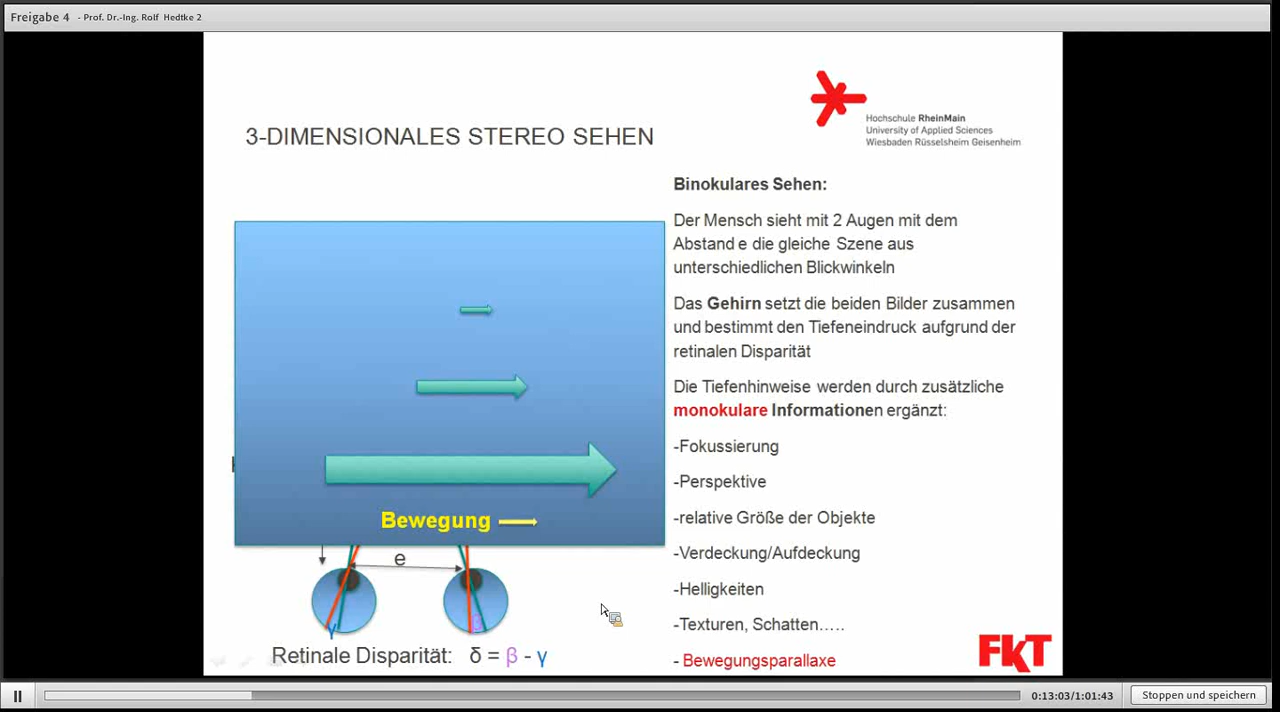 Freigabe 4 - Prof. Dr.-Ing. Rolf Hedtke 2
3-DIMENSIONALES STEREO SEHEN
Hochschule RheinMain
University of Applied Sciences
Wiesbaden Rüsselsheim Geisenheim
Binokulares Sehen:
Der Mensch sieht mit 2 Augen mit dem
Abstand e die gleiche Szene aus
unterschiedlichen Blickwinkeln
Das Gehirn setzt die beiden Bilder zusammen
und bestimmt den Tiefeneindruck aufgrund der
retinalen Disparität
Die Tiefenhinweise werden durch zusätzliche
monokulare Informationen ergänzt:
-Fokussierung
-Perspektive
-relative Größe der Objekte
-Verdeckung/Aufdeckung
-Helligkeiten
-Texturen, Schatten.....
- Bewegungsparallaxe
Bewegung
e
γ
β
Retinale Disparität: δ = β - γ
FKT
0:13:03/1:01:43
Stoppen und speichern